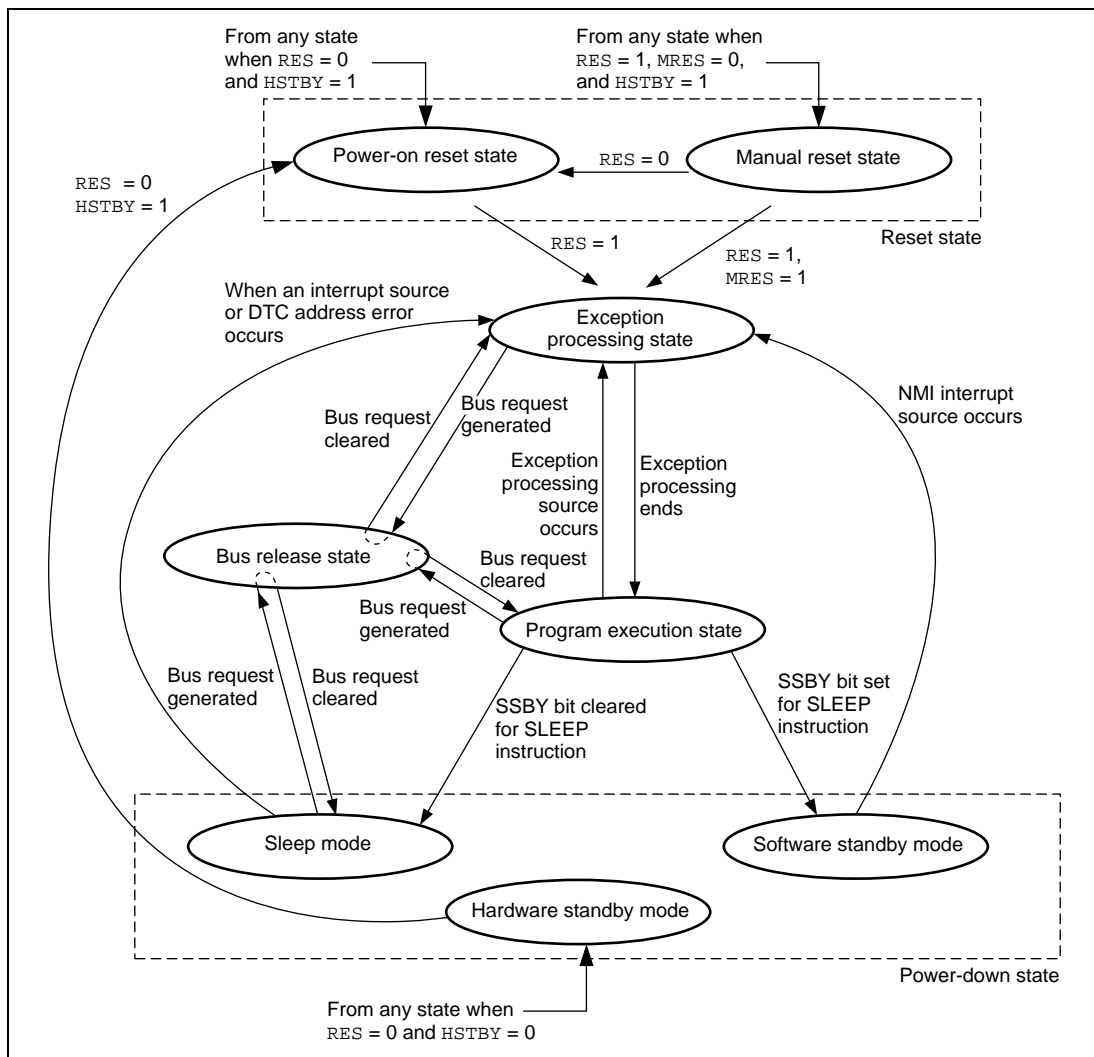 From any state
when RES = 0
and HSTBY = 1
From any state when
RES = 1, MRES = 0,
and HSTBY = 1
Power-on reset state
RES = 0
Manual reset state
RES = 0
HSTBY = 1
Reset state
RES = 1
RES = 1,
MRES = 1
When an interrupt source
or DTC address error
occurs
Exception
processing state
NMI interrupt
source occurs
Bus request
cleared
Bus request
generated
Exception
processing
source
occurs
Exception
processing
ends
Bus release state
Bus request
cleared
Bus request
generated
Program execution state
Bus request
generated
Bus request
cleared
SSBY bit cleared
for SLEEP
instruction
SSBY bit set
for SLEEP
instruction
Sleep mode
Software standby mode
Hardware standby mode
Power-down state
From any state when
RES = 0 and HSTBY = 0